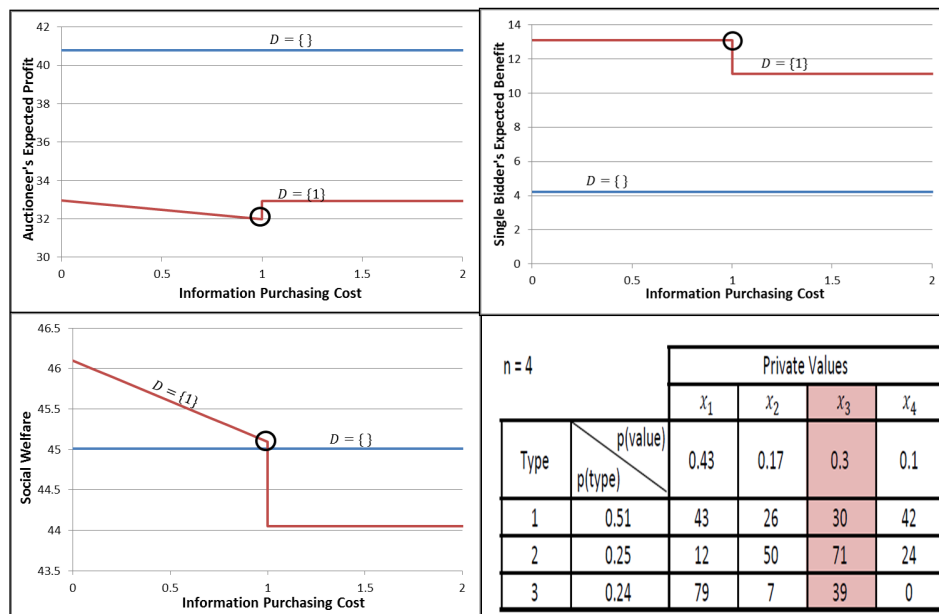 42
40
38
36
34
32
30
Auctioneer's Expected Profit
D = { }
D = {1}
0
0.5
1
1.5
2
Information Purchasing Cost
14
12
10
8
6
4
2
0
Single Bidder's Expected Benefit
D = {1}
D = { }
0
0.5
1
1.5
2
Information Purchasing Cost
46.5
46
45.5
45
44.5
44
43.5
Social Welfare
D = {1}
D = { }
0
0.5
1
1.5
2
Information Purchasing Cost
n = 4
Private Values
χ1 χ2 χ3 χ4
Type p(value) p(type) 0.43 0.17 0.3 0.1
1 0.51 43 26 30 42
2 0.25 12 50 71 24
3 0.24 79 7 39 0